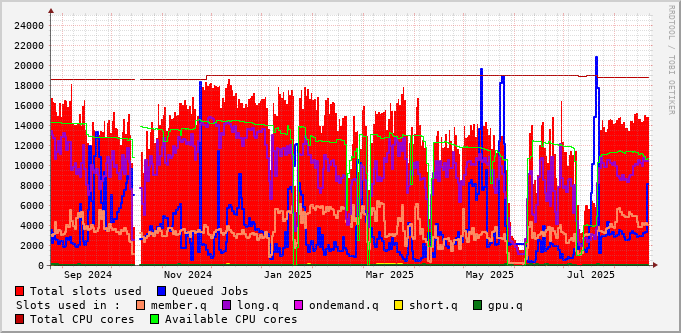 24000
22000
20000
18000
16000
14000
12000
10000
8000
6000
4000
2000
0
Sep 2024 Nov 2024 Jan 2025 Mar 2025 May 2025 Jul 2025
Total slots used Queued Jobs
Slots used in : member.q long.q ondemand.q short.q gpu.q
Total CPU cores Available CPU cores
RRDTOOL / TOBI OETIKER